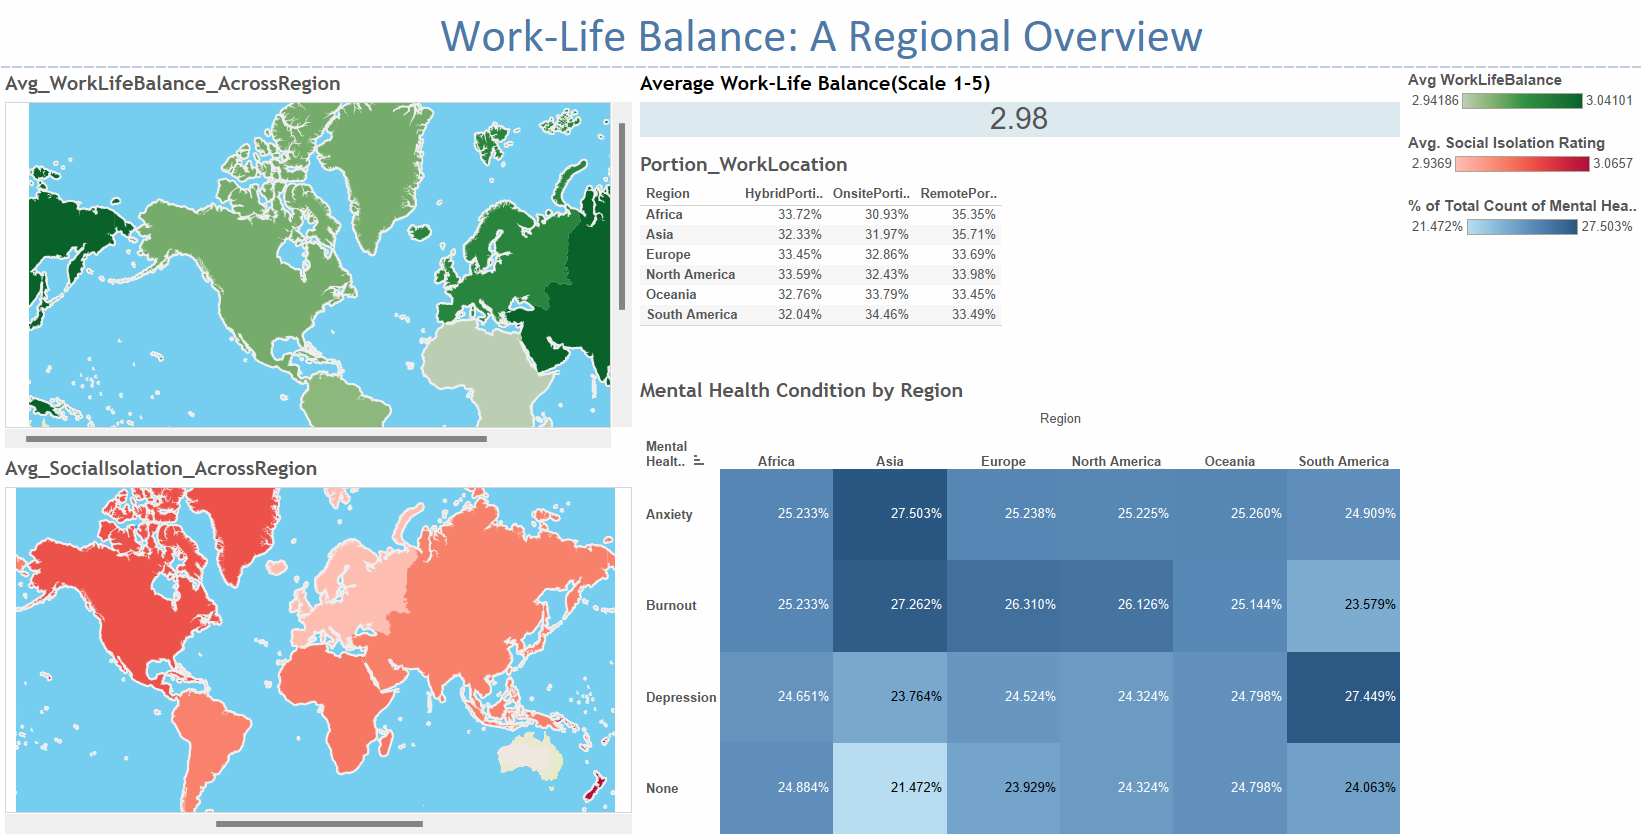 Work-Life Balance: A Regional Overview
Avg_WorkLifeBalance_AcrossRegion
Avg_SocialIsolation_AcrossRegion
Average Work-Life Balance(Scale 1-5)
2.98
Portion_WorkLocation
Region HybridPorti.. OnsitePorti.. RemotePor..
Africa 33.72% 30.93% 35.35%
Asia 32.33% 31.97% 35.71%
Europe 33.45% 32.86% 33.69%
North America 33.59% 32.43% 33.98%
Oceania 32.76% 33.79% 33.45%
South America 32.04% 34.46% 33.49%
Mental Health Condition by Region
Region
Mental
Healt.. Africa Asia Europe North America Oceania South America
Anxiety 25.233% 27.503% 25.238% 25.225% 25.260% 24.909%
Burnout 25.233% 27.262% 26.310% 26.126% 25.144% 23.579%
Depression 24.651% 23.764% 24.524% 24.324% 24.798% 27.449%
None 24.884% 21.472% 23.929% 24.324% 24.798% 24.063%
Avg WorkLifeBalance
2.94186 3.04101
Avg. Social Isolation Rating
2.9369 3.0657
% of Total Count of Mental Hea..
21.472% 27.503%